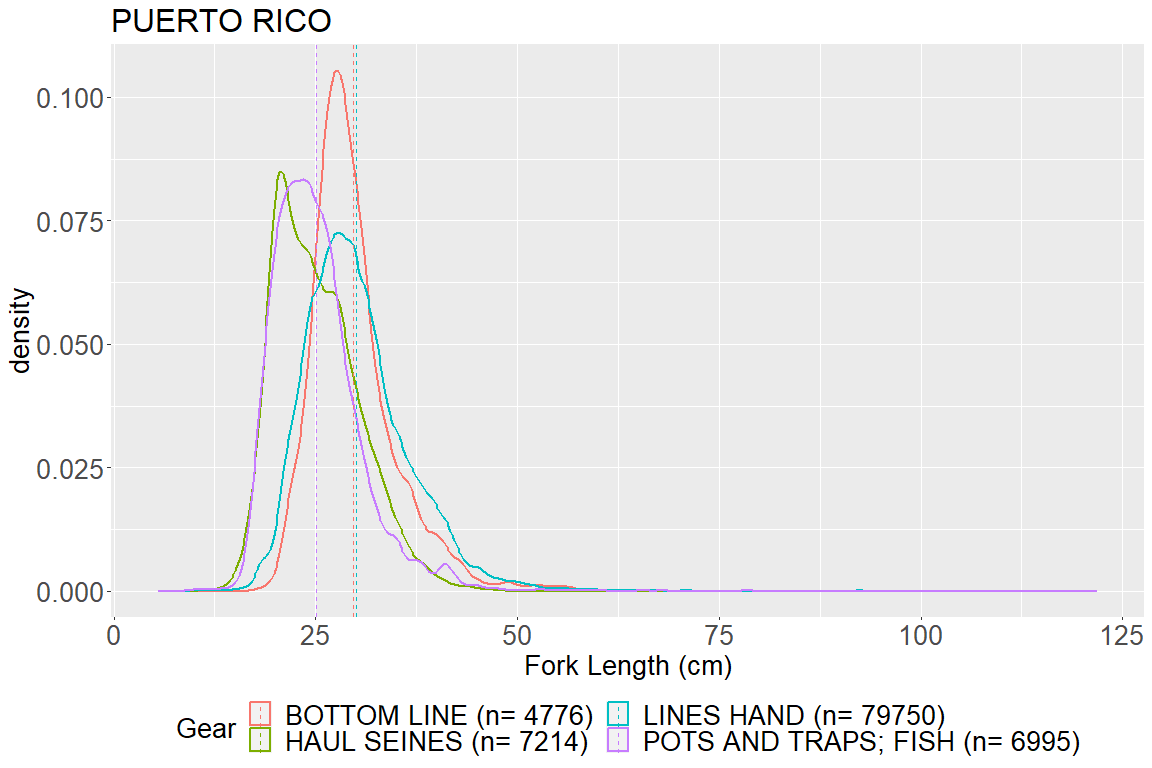 PUERTO RICO
0.100
0.075
0.050
0.025
0.000
density
0 25 50 75 100 125
Fork Length (cm)
Gear
BOTTOM LINE (n= 4776) LINES HAND (n= 79750)
HAUL SEINES (n= 7214) POTS AND TRAPS; FISH (n= 6995)